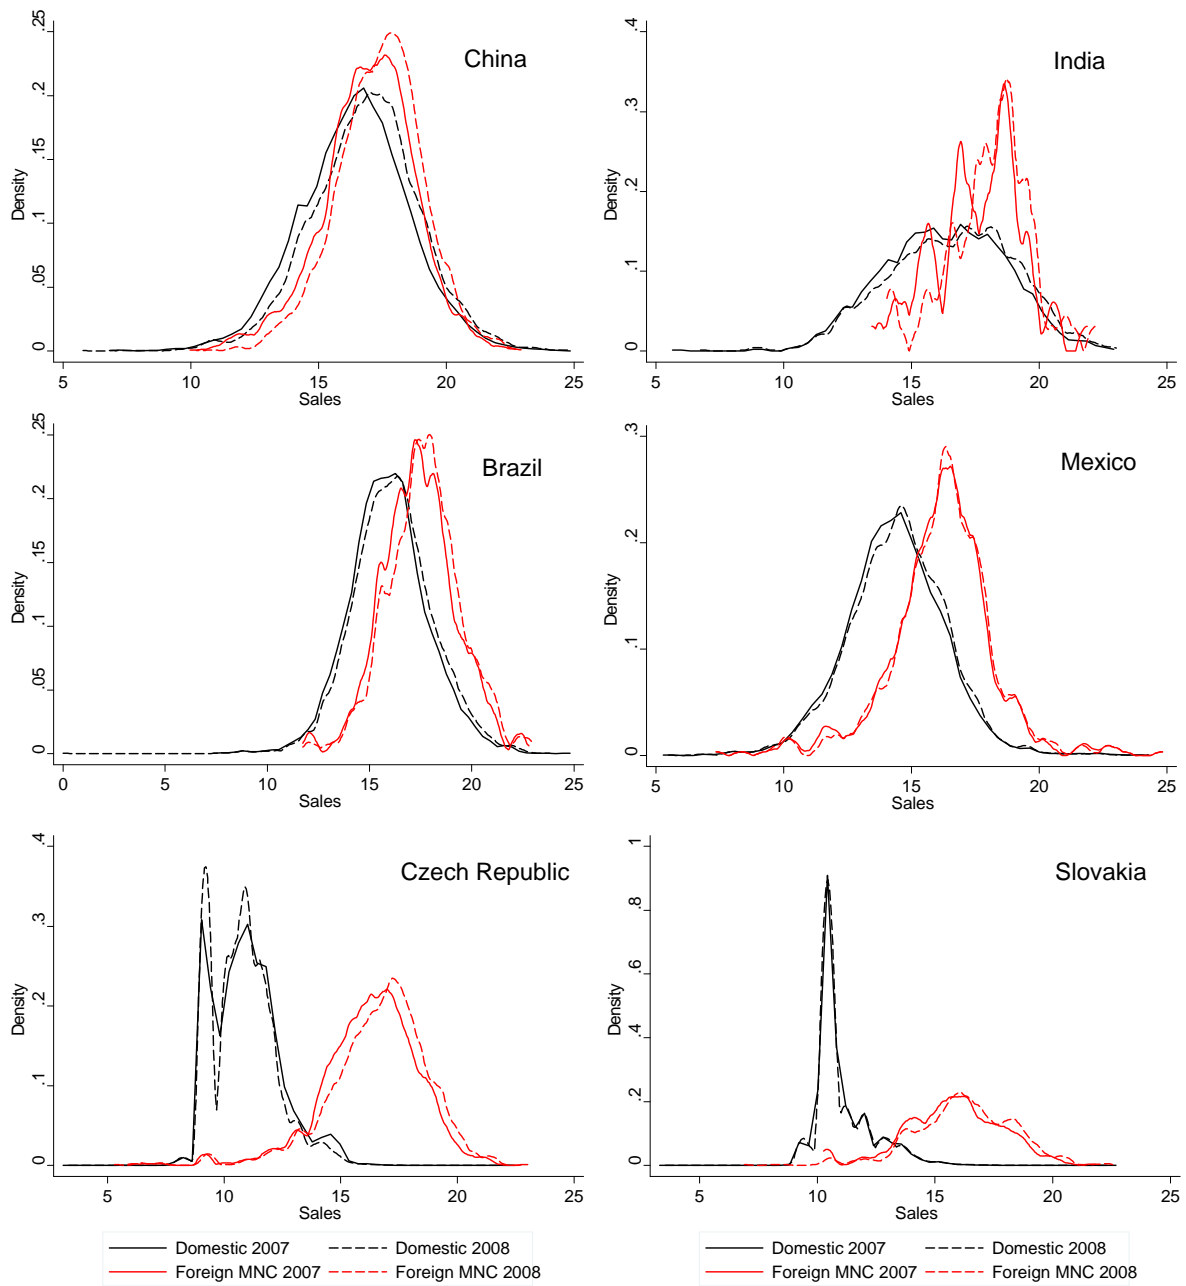 China
Density
0 .05 .1 .15 .2 .25
5 10 15 20 25
Sales
India
Density
0 .1 .2 .3 .4
5 10 15 20 25
Sales
Brazil
Density
0 .05 .1 .15 .2 .25
0 5 10 15 20 25
Sales
Mexico
Density
0 .1 .2 .3
5 10 15 20 25
Sales
Czech Republic
Density
0 .1 .2 .3 .4
5 10 15 20 25
Sales
Slovakia
Density
0 .2 .4 .6 .8 1
5 10 15 20 25
Sales
Domestic 2007 Domestic 2008
Foreign MNC 2007 Foreign MNC 2008
Domestic 2007 Domestic 2008
Foreign MNC 2007 Foreign MNC 2008